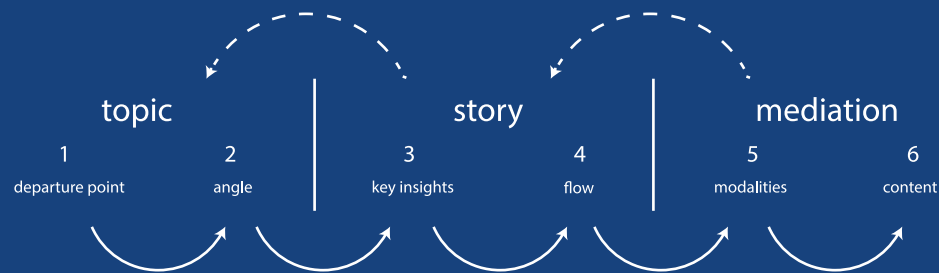 topic
story
mediation
1
2
3
4
5
6
departure point
angle
key insights
flow
modalities
content